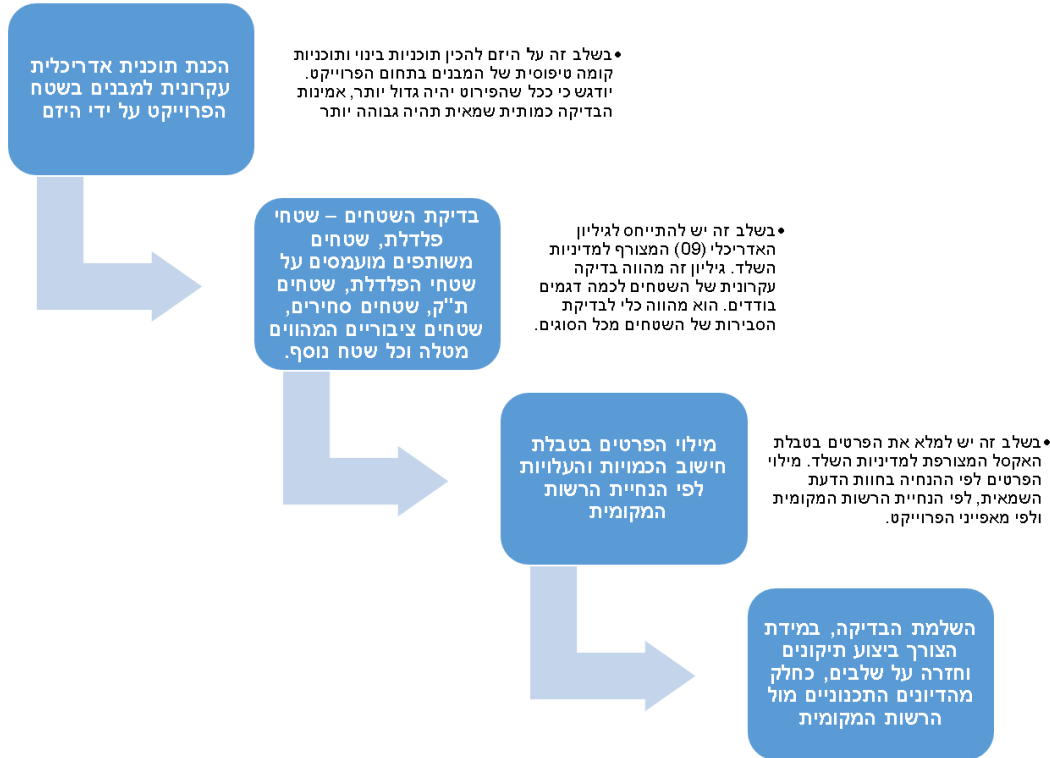 הכנת תוכנית אדריכלית
עקרונית למבנים בשטח
הפרוייקט על ידי היזם
•בשלב זה על היזם להכין תוכניות בינוי ותוכניות
קומה טיפוסית של המבנים בתחום הפרוייקט.
יודגש כי ככל שהפירוט יהיה גדול יותר, אמינות
הבדיקה כמותית שמאית תהיה גבוהה יותר
בדיקת השטחים – שטחי
פלדלת, שטחים
משותפים מועמסים על
שטחי הפלדלת, שטחים
ת"ק, שטחים סחירים,
שטחים ציבוריים המהווים
מטלה וכל שטח נוסף.
•בשלב זה יש להתייחס לגיליון
האדריכלי (09) המצורף למדיניות
השלד. גיליון זה מהווה בדיקה
עקרונית של השטחים לכמה דגמים
בודדים. הוא מהווה כלי לבדיקת
הסבירות של השטחים מכל הסוגים.
מילוי הפרטים בטבלת
חישוב הכמויות והעלויות
לפי הנחיית הרשות
המקומית
•בשלב זה יש למלא את הפרטים בטבלת
האקסל המצורפת למדיניות השלד. מילוי
הפרטים לפי ההנחיה בחוות הדעת
השמאית, לפי הנחיית הרשות המקומית
ולפי מאפייני הפרוייקט.
השלמת הבדיקה, במידת
הצורך ביצוע תיקונים
וחזרה על שלבים, כחלק
מהדיונים התכנוניים מול
הרשות המקומית